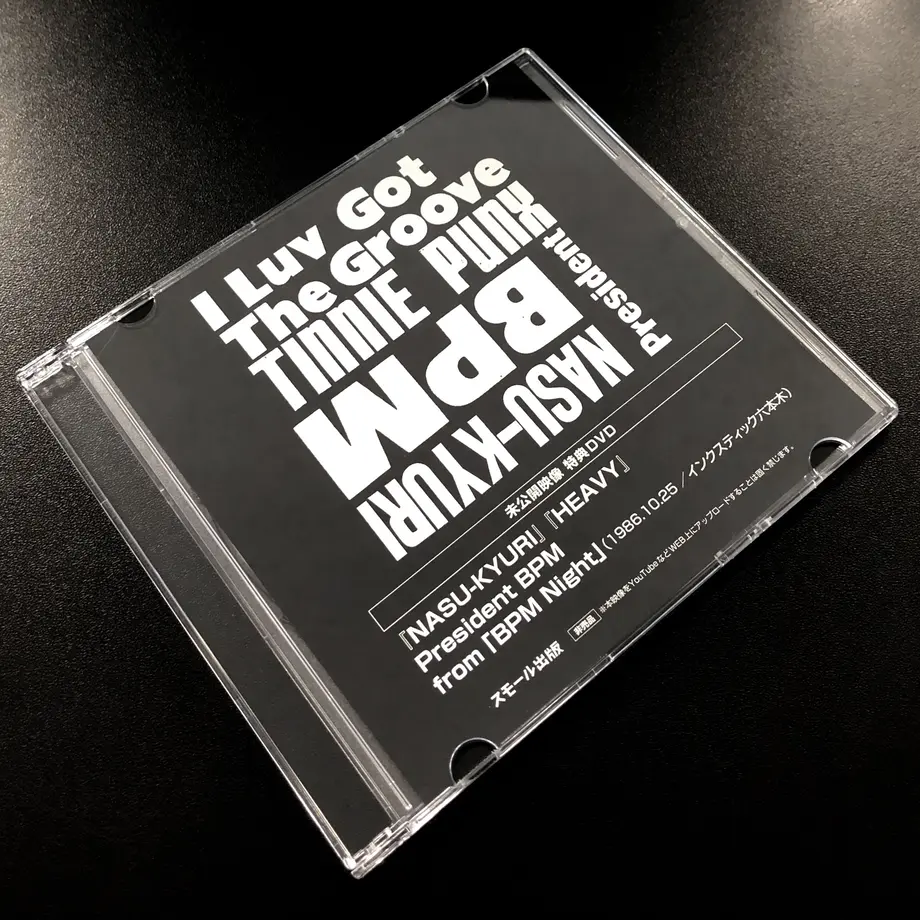 I Luv Got
The Groove
TINNIE PUNX
President
BPM
NASU-KYURI
未公開映像 特典DVD
『NASU-KYURI』『HEAVY』
President BPM
from「BPM Night」(1986.10.25 / インクスティック六本木)
スモール出版 非売品 ※本映像をYouTubeなどWEB上にアップロードすることは固く禁じます。